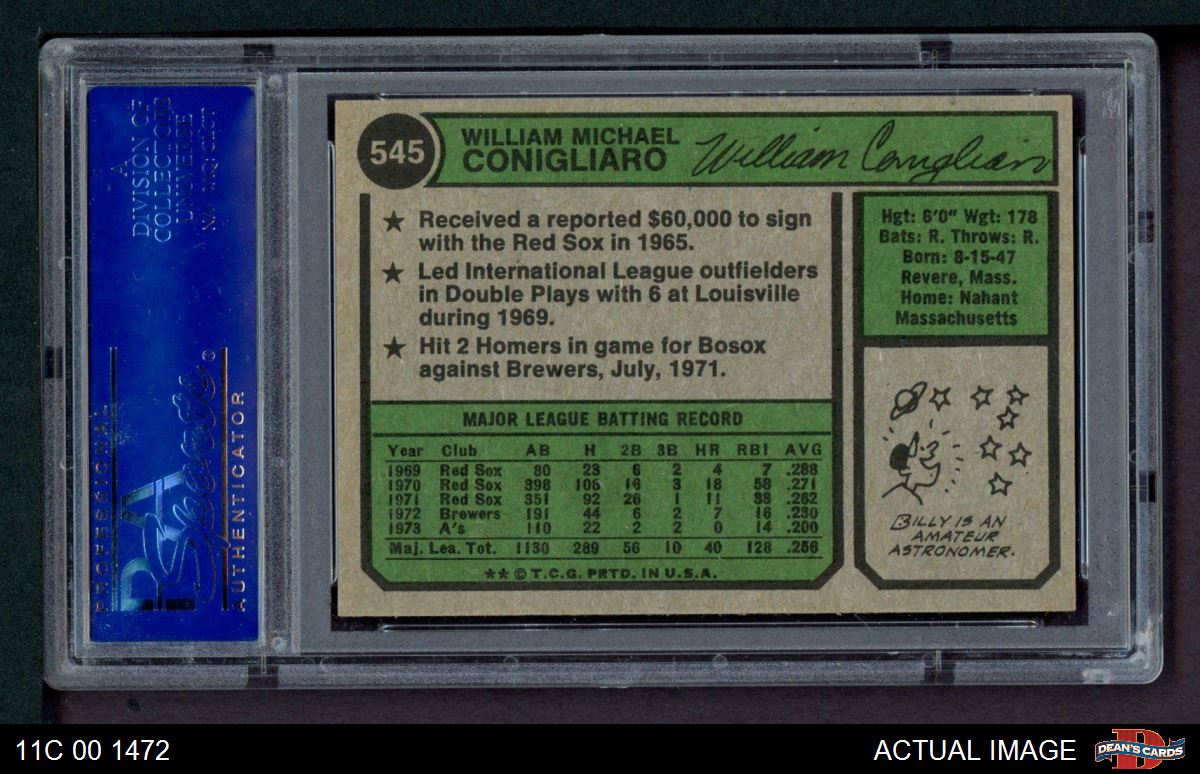 A
DIVISION OF
COLLECTORS
UNIVERSE
PROFESSIONAL
PSA
Sports®
AUTHENTICATOR
545
WILLIAM MICHAEL
CONIGLIARO
William Conigliaro
★ Received a reported $60,000 to sign
with the Red Sox in 1965.
★ Led International League outfielders
in Double Plays with 6 at Louisville
during 1969.
★ Hit 2 Homers in game for Bosox
against Brewers, July, 1971.
Hgt: 6'0" Wgt: 178
Bats: R. Throws: R.
Born: 8-15-47
Revere, Mass.
Home: Nahant
Massachusetts
MAJOR LEAGUE BATTING RECORD
Year Club AB H 2B 3B HR RBI AVG
1969 Red Sox 80 23 6 2 4 7 .288
1970 Red Sox 398 108 16 3 18 58 .271
1971 Red Sox 351 92 26 1 11 38 .262
1972 Brewers 191 44 6 2 7 16 .230
1973 A's 110 22 2 2 0 14 .200
Maj. Lea. Tot. 1130 289 56 10 40 128 .256
** © T.C.G. PRTD. IN U.S.A.
BILLY IS AN
AMATEUR
ASTRONOMER.
11C 00 1472
ACTUAL IMAGE
DEAN'S CARDS